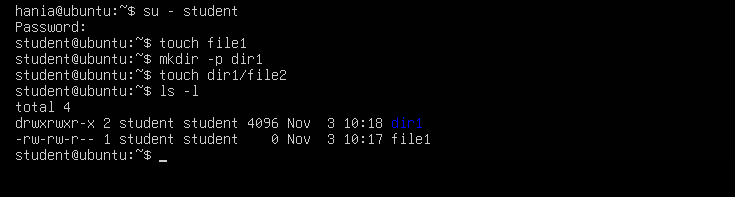 hania@ubuntu:~$ su - student
Password:
student@ubuntu:~$ touch file1
student@ubuntu:~$ mkdir -p dir1
student@ubuntu:~$ touch dir1/file2
student@ubuntu:~$ ls -l
total 4
drwxrwxr-x 2 student student 4096 Nov  3 10:18 dir1
-rw-rw-r-- 1 student student    0 Nov  3 10:17 file1
student@ubuntu:~$ _